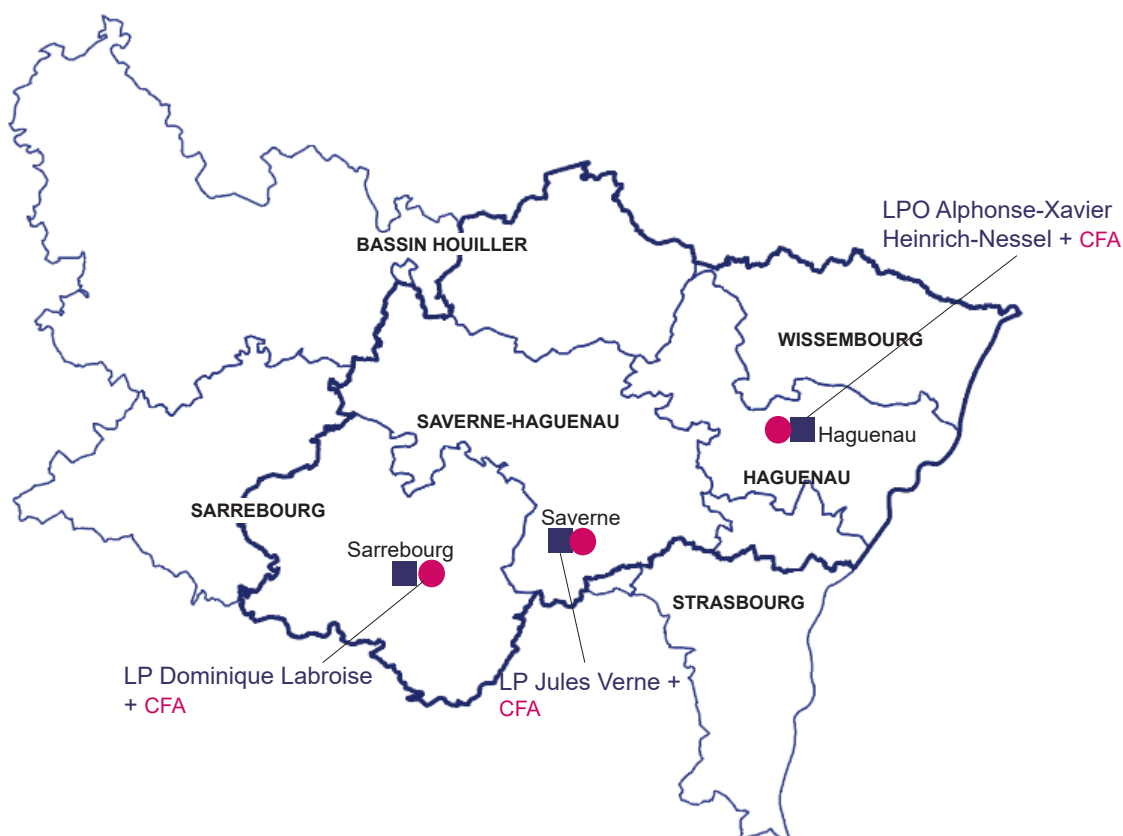 LPO Alphonse-Xavier
Heinrich-Nessel + CFA
BASSIN HOUILLER
WISSEMBOURG
SAVERNE-HAGUENAU
Haguenau
HAGUENAU
SARREBOURG
Saverne
Sarrebourg
STRASBOURG
LP Dominique Labroise
+ CFA
LP Jules Verne +
CFA